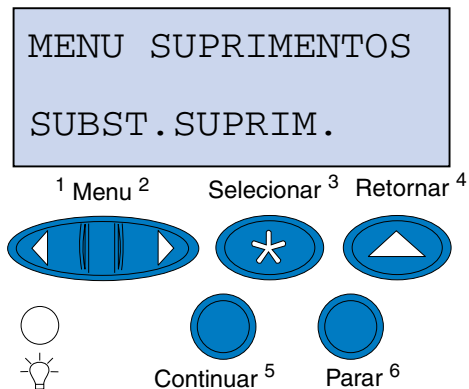 MENU SUPRIMENTOS
SUBST.SUPRIM.
1 Menu 2
Selecionar 3
Retornar 4
Continuar 5
Parar 6